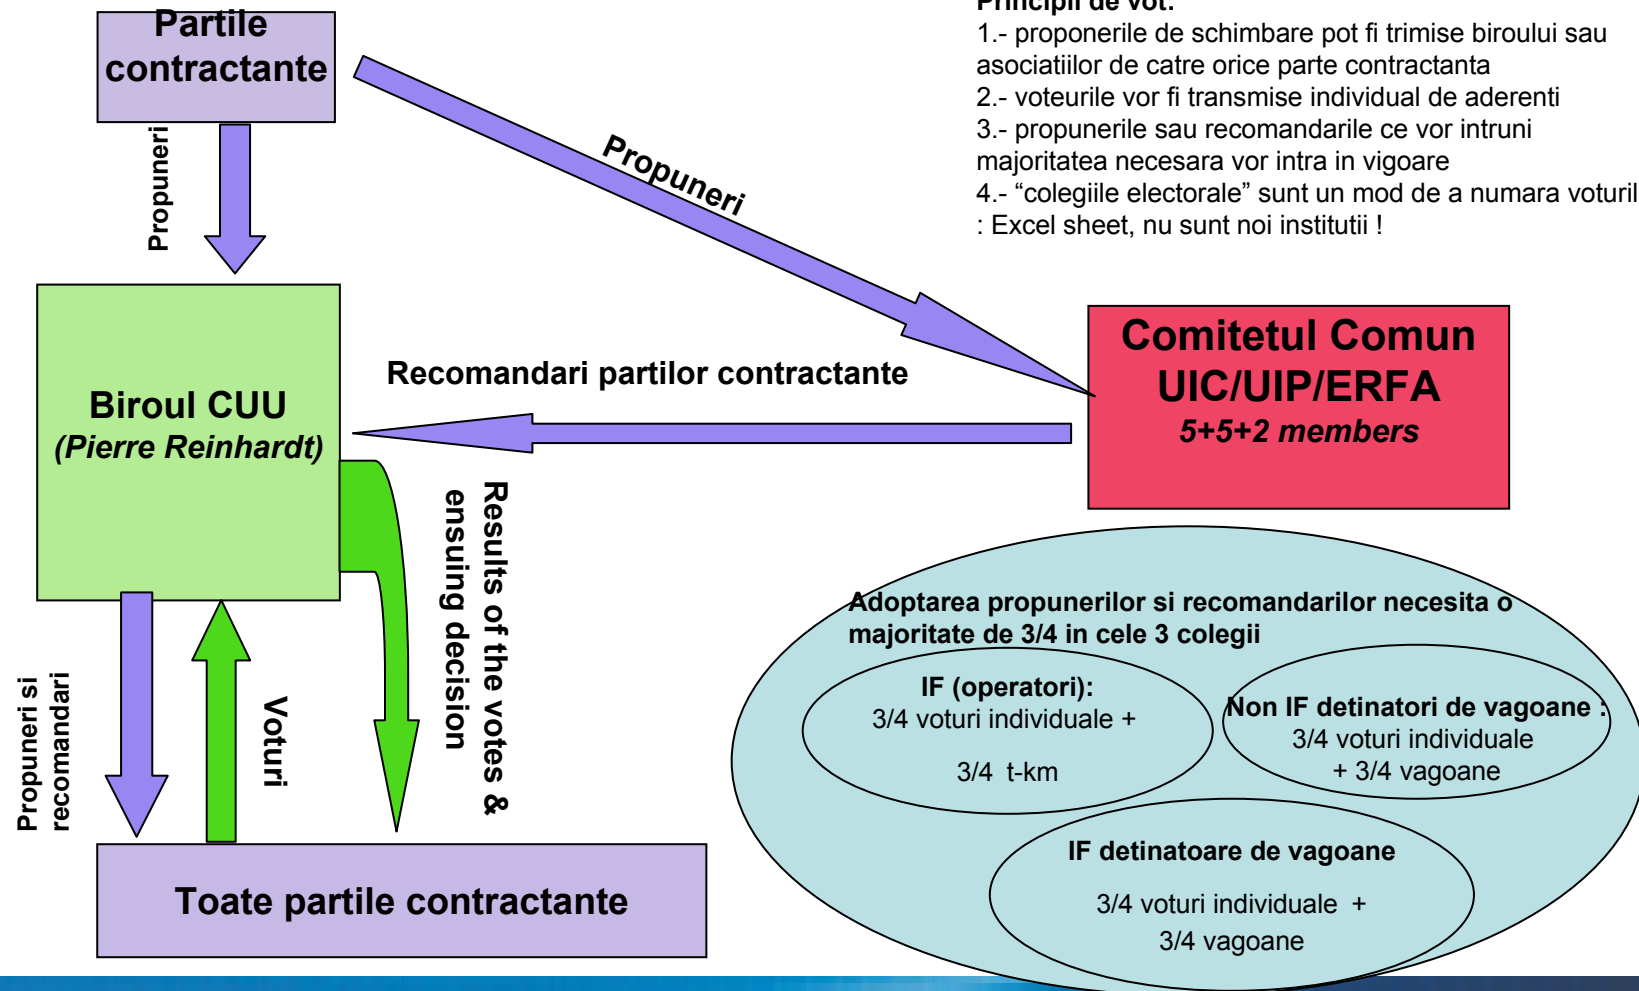 Partile
contractante
Principii de vot:
1.- proponerile de schimbare pot fi trimise biroului sau
asociatiilor de catre orice parte contractanta
2.- voteurile vor fi transmise individual de aderenti
3.- propunerile sau recomandarile ce vor intruni
majoritatea necesara vor intra in vigoare
4.- “colegiile electorale” sunt un mod de a numara voturil
: Excel sheet, nu sunt noi institutii !
Propuneri
Propuneri
Biroul CUU
(Pierre Reinhardt)
Recomandari partilor contractante
Comitetul Comun
UIC/UIP/ERFA
5+5+2 members
Results of the votes &
ensuing decision
Propuneri si
recomandari
Voturi
Toate partile contractante
Adoptarea propunerilor si recomandarilor necesita o
majoritate de 3/4 in cele 3 colegii
IF (operatori):
3/4 voturi individuale +
3/4 t-km
Non IF detinatori de vagoane :
3/4 voturi individuale
+ 3/4 vagoane
IF detinatoare de vagoane
3/4 voturi individuale +
3/4 vagoane